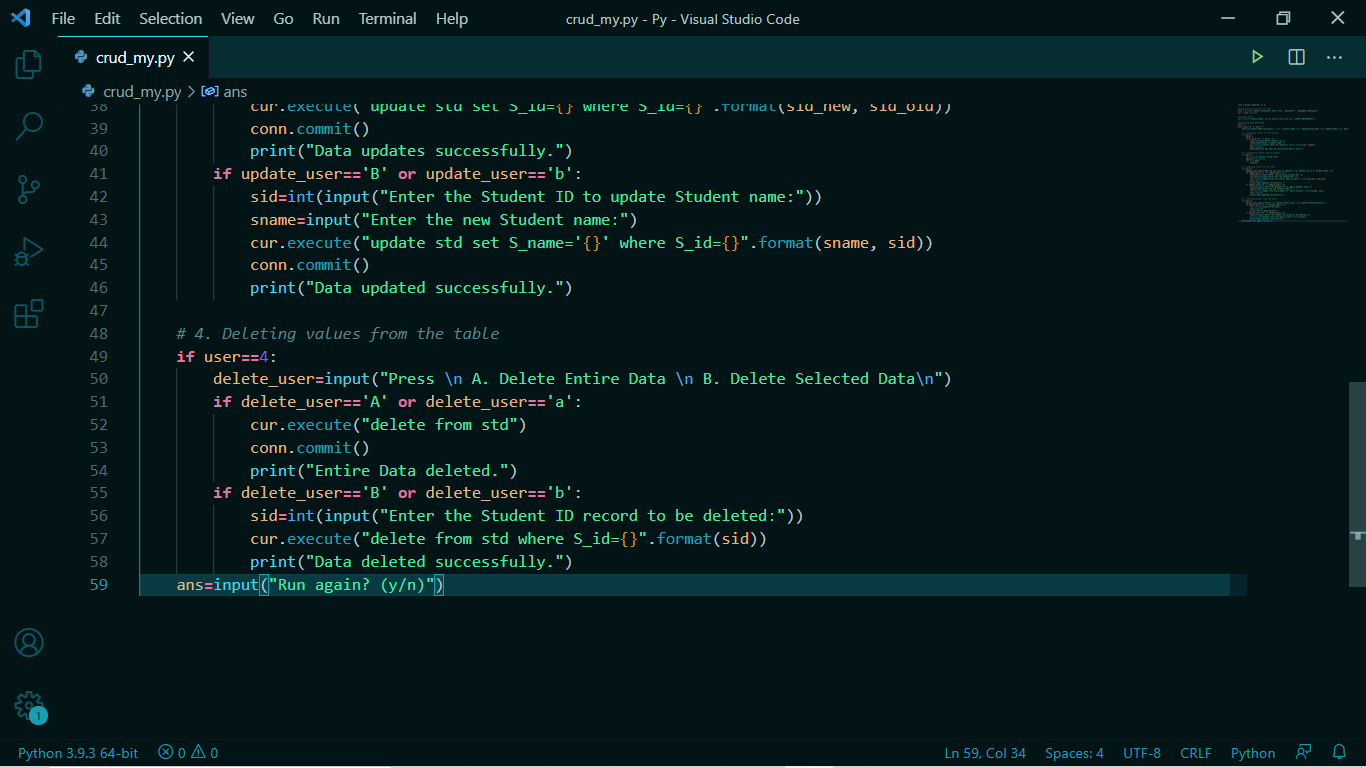 File Edit Selection View Go Run Terminal Help crud_my.py - Py - Visual Studio Code
crud_my.py
crud_my.py > ans
38 cur.execute("update std set S_id={} where S_id={}".format(sid_new, sid_old))
39 conn.commit()
40 print("Data updates successfully.")
41 if update_user=='B' or update_user=='b':
42 sid=int(input("Enter the Student ID to update Student name:"))
43 sname=input("Enter the new Student name:")
44 cur.execute("update std set S_name='{}' where S_id={}".format(sname, sid))
45 conn.commit()
46 print("Data updated successfully.")
47
48 # 4. Deleting values from the table
49 if user==4:
50 delete_user=input("Press \n A. Delete Entire Data \n B. Delete Selected Data\n")
51 if delete_user=='A' or delete_user=='a':
52 cur.execute("delete from std")
53 conn.commit()
54 print("Entire Data deleted.")
55 if delete_user=='B' or delete_user=='b':
56 sid=int(input("Enter the Student ID record to be deleted:"))
57 cur.execute("delete from std where S_id={}".format(sid))
58 print("Data deleted successfully.")
59 ans=input("Run again? (y/n)")
1
Python 3.9.3 64-bit 0 0 Ln 59, Col 34 Spaces: 4 UTF-8 CRLF Python